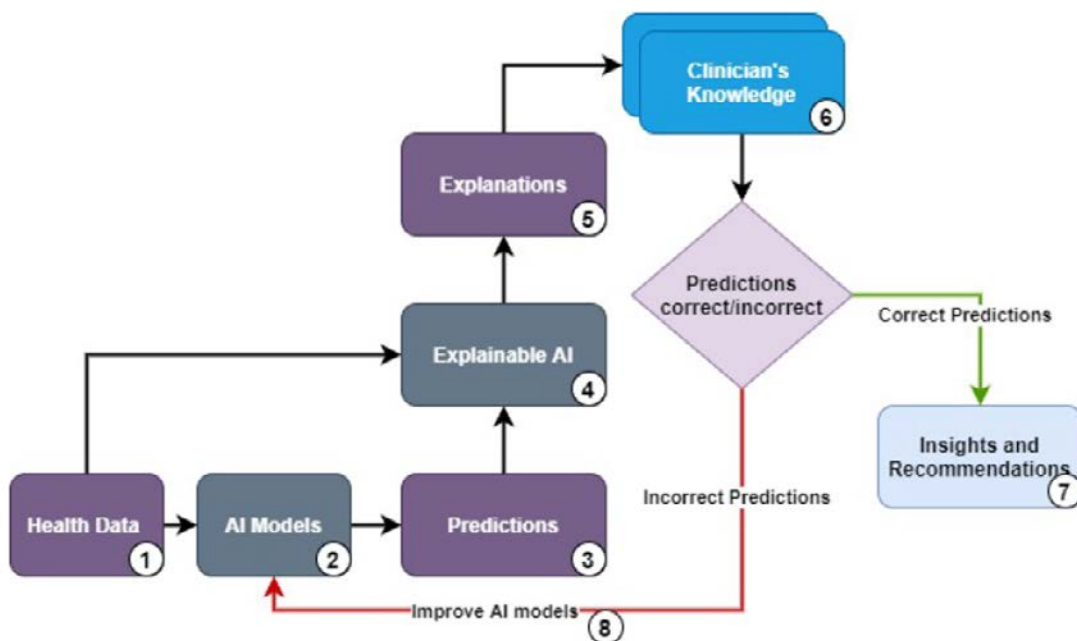 Clinician's
Knowledge
6
Explanations
5
Predictions
correct/incorrect
Correct Predictions
Explainable AI
4
Insights and
Recommendations
7
Incorrect Predictions
Health Data
1
AI Models
2
Predictions
3
Improve AI models
8